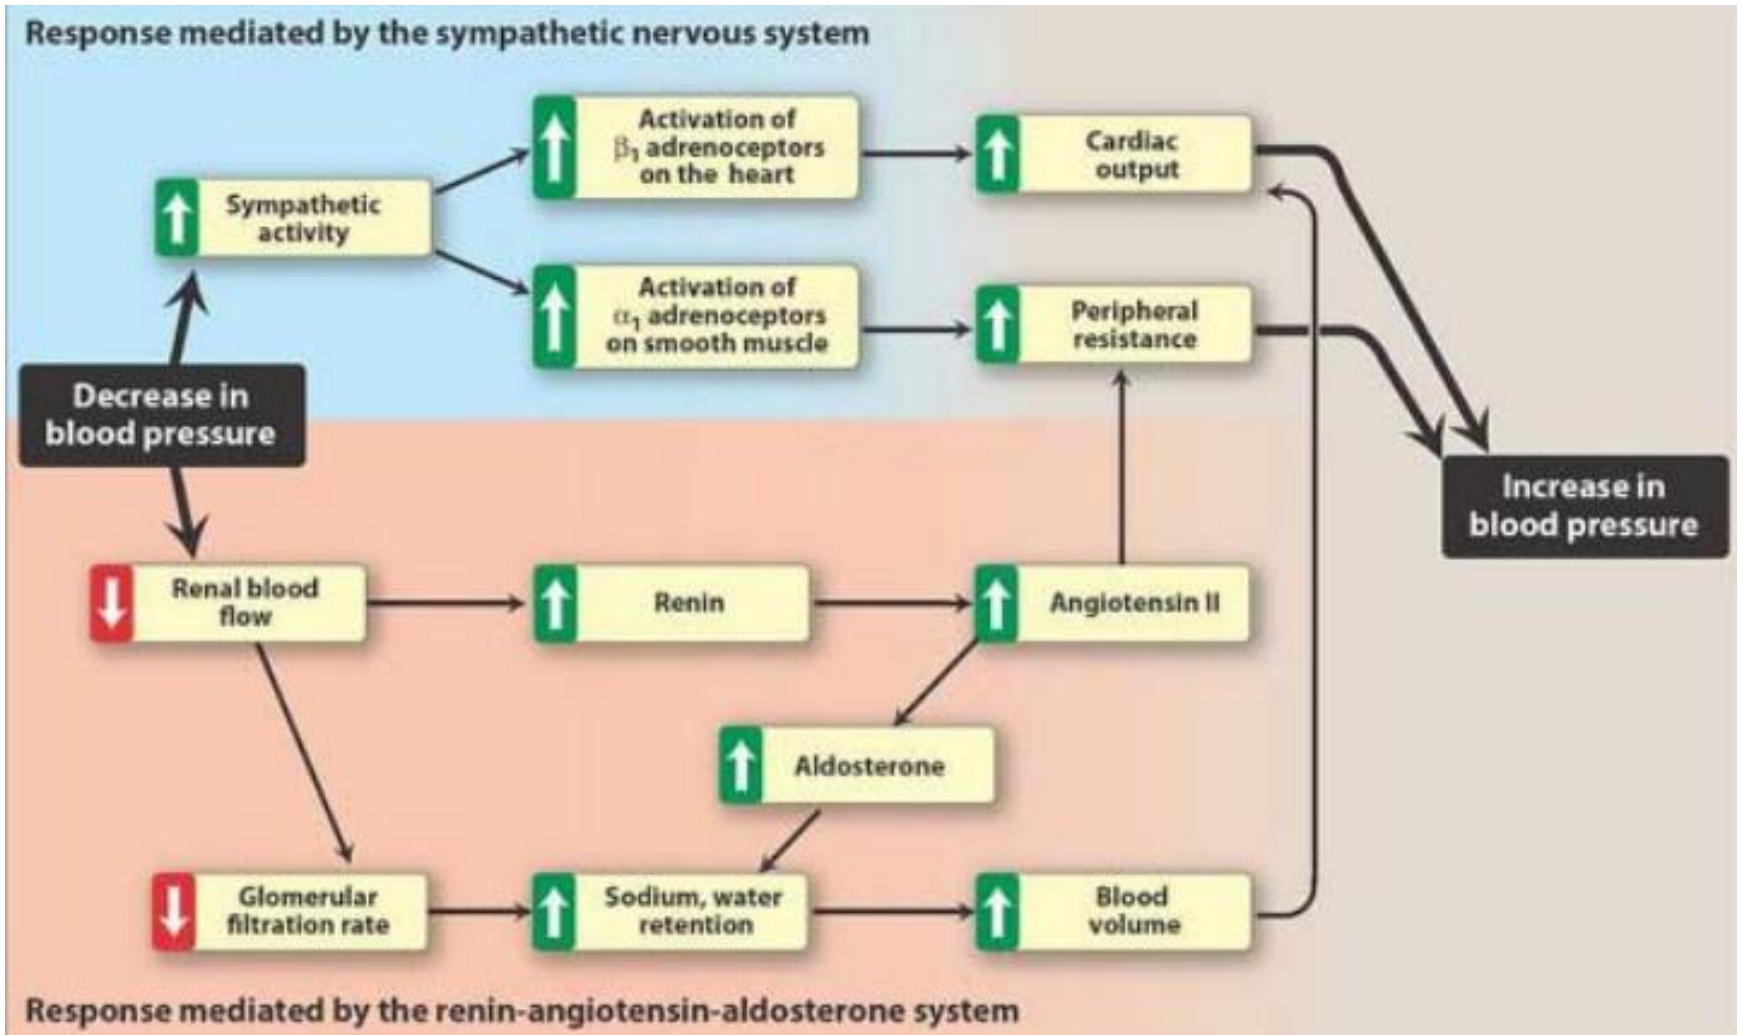 Response mediated by the sympathetic nervous system
Activation of
β1 adrenoceptors
on the heart
Cardiac
output
Sympathetic
activity
Activation of
α1 adrenoceptors
on smooth muscle
Peripheral
resistance
Decrease in
blood pressure
Increase in
blood pressure
Renal blood
flow
Renin
Angiotensin II
Aldosterone
Glomerular
filtration rate
Sodium, water
retention
Blood
volume
Response mediated by the renin-angiotensin-aldosterone system